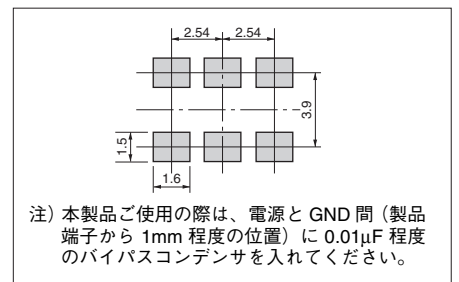 2.54 2.54
3.9
1.5
1.6
注) 本製品ご使用の際は、電源と GND 間（製品
端子から 1mm 程度の位置）に 0.01μF 程度
のバイパスコンデンサを入れてください。